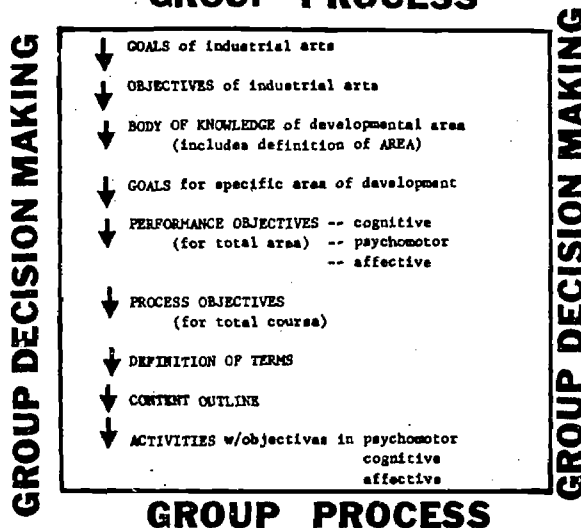 GROUP PROCESS
GROUP DECISION MAKING
GOALS of industrial arts
OBJECTIVES of industrial arts
BODY OF KNOWLEDGE of developmental area
(includes definition of AREA)
GOALS for specific area of development
PERFORMANCE OBJECTIVES -- cognitive
(for total area) -- psychomotor
-- affective
PROCESS OBJECTIVES
(for total course)
DEFINITION OF TERMS
CONTENT OUTLINE
ACTIVITIES w/objectives in psychomotor
cognitive
affective
GROUP DECISION MAKING
GROUP PROCESS